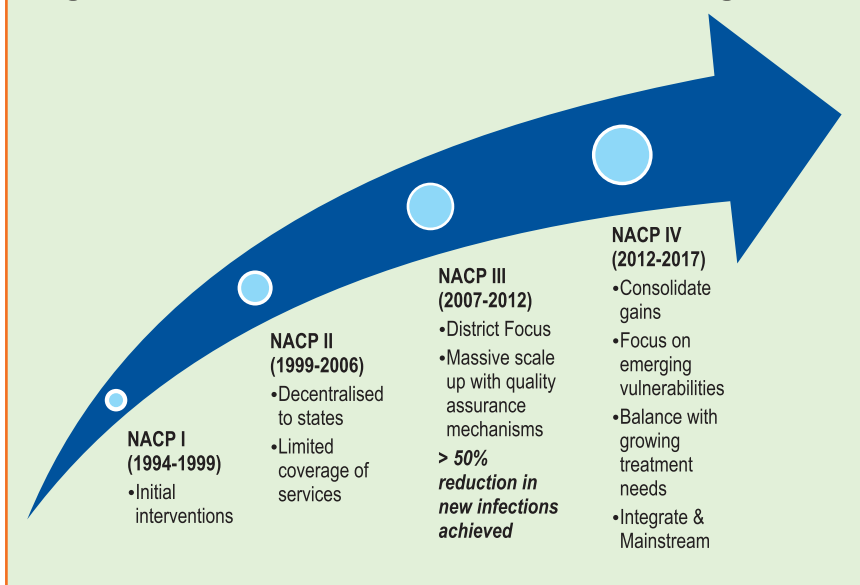 NACP I
(1994-1999)
•Initial
interventions
NACP II
(1999-2006)
•Decentralised
to states
•Limited
coverage of
services
NACP III
(2007-2012)
•District Focus
•Massive scale
up with quality
assurance
mechanisms
> 50%
reduction in
new infections
achieved
NACP IV
(2012-2017)
•Consolidate
gains
•Focus on
emerging
vulnerabilities
•Balance with
growing
treatment
needs
•Integrate &
Mainstream